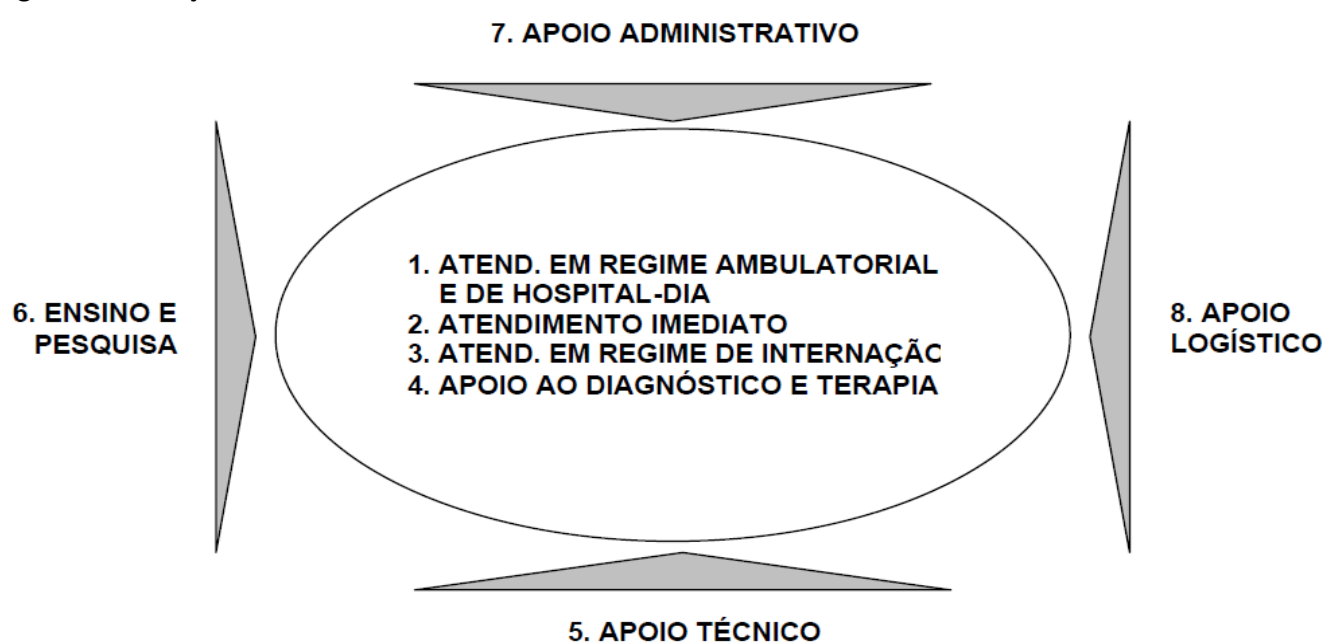 7. APOIO ADMINISTRATIVO
1. ATEND. EM REGIME AMBULATORIAL
E DE HOSPITAL-DIA
2. ATENDIMENTO IMEDIATO
3. ATEND. EM REGIME DE INTERNAÇÃO
4. APOIO AO DIAGNÓSTICO E TERAPIA
6. ENSINO E
PESQUISA
8. APOIO
LOGÍSTICO
5. APOIO TÉCNICO